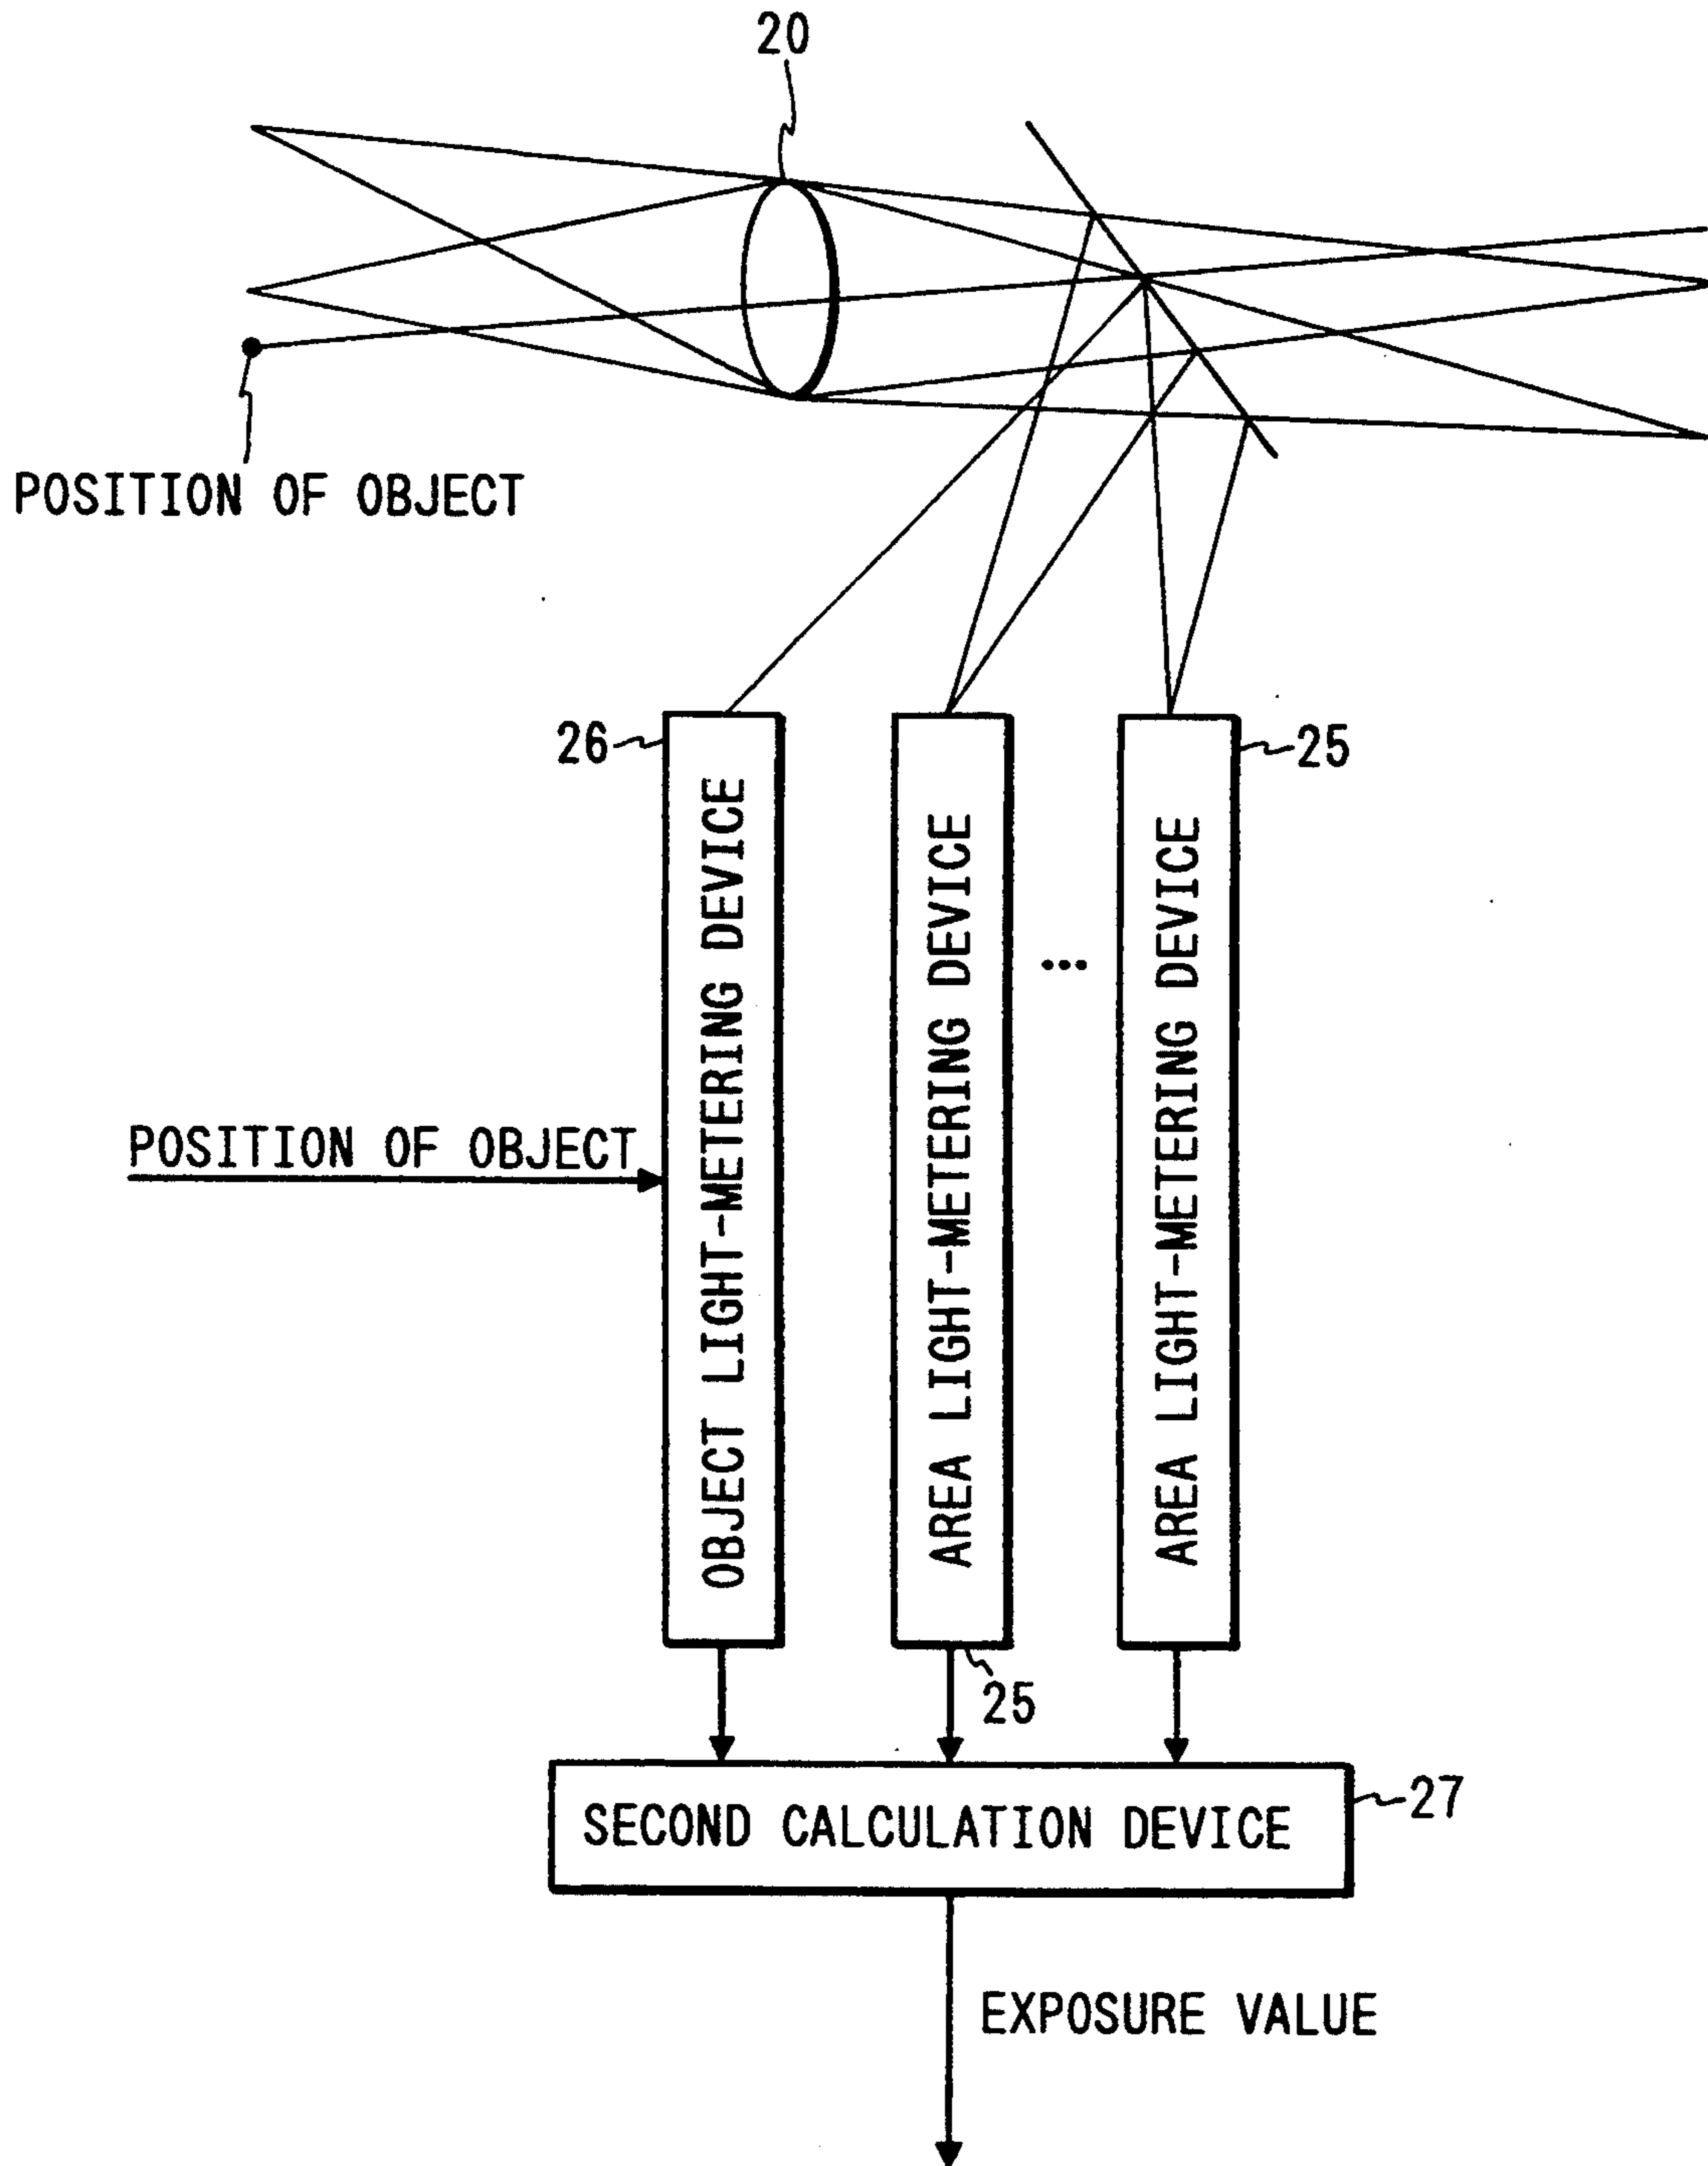 20
POSITION OF OBJECT
26
25
OBJECT LIGHT-METERING DEVICE
AREA LIGHT-METERING DEVICE
...
AREA LIGHT-METERING DEVICE
POSITION OF OBJECT
25
SECOND CALCULATION DEVICE
27
EXPOSURE VALUE